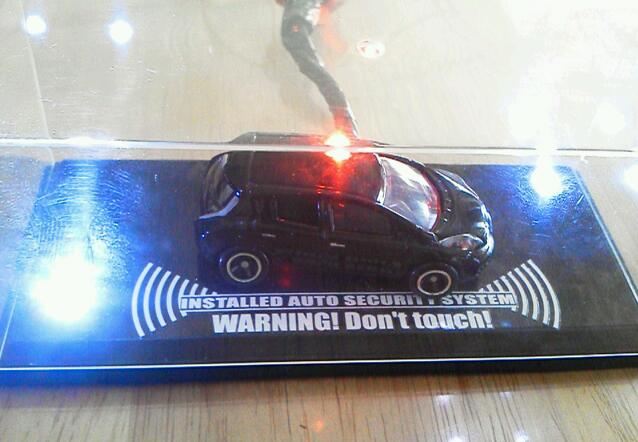 INSTALLED AUTO SECURITY SYSTEM
WARNING! Don't touch!